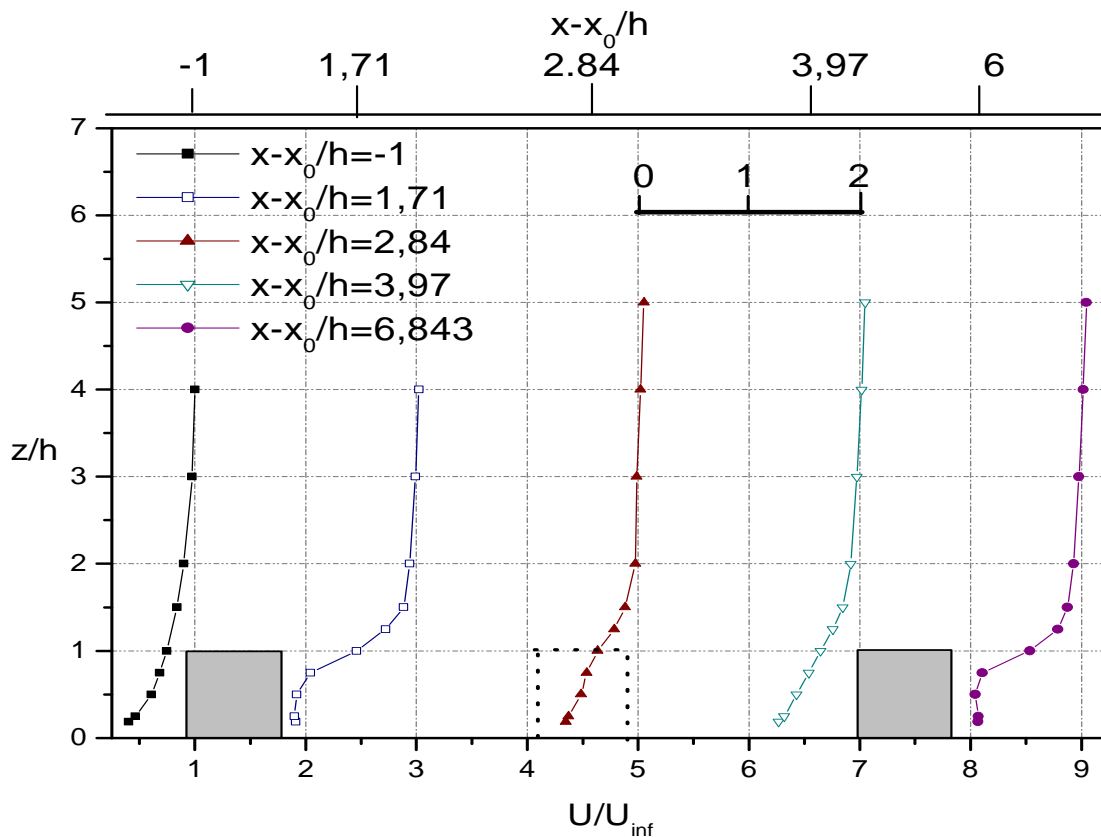 x-x0/h
-1 1,71 2.84 3,97 6
7
6
5
4
3
2
1
0
z/h
x-x0/h=-1
x-x0/h=1,71
x-x0/h=2,84
x-x0/h=3,97
x-x0/h=6,843
0 1 2
1 2 3 4 5 6 7 8 9
U/Uinf